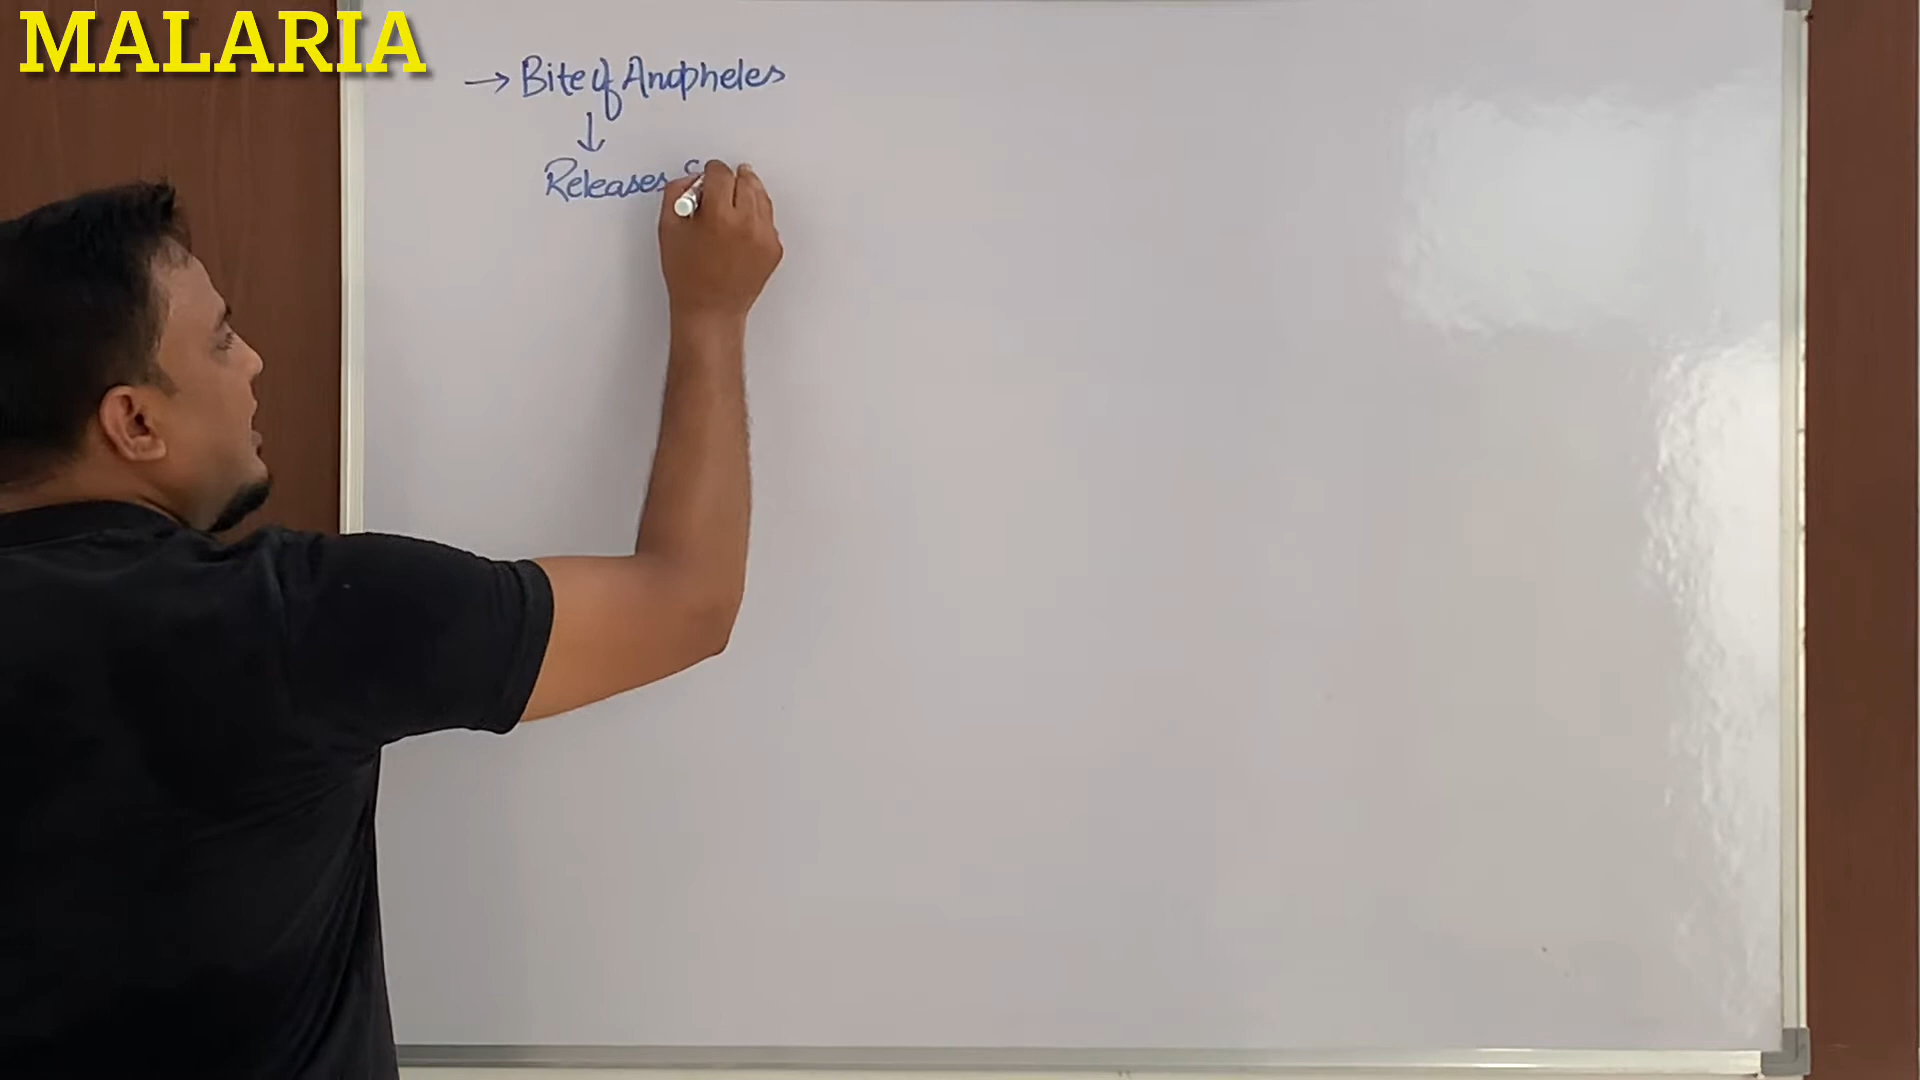 MALARIA
→ Bite of Anopheles
↓
Releases S